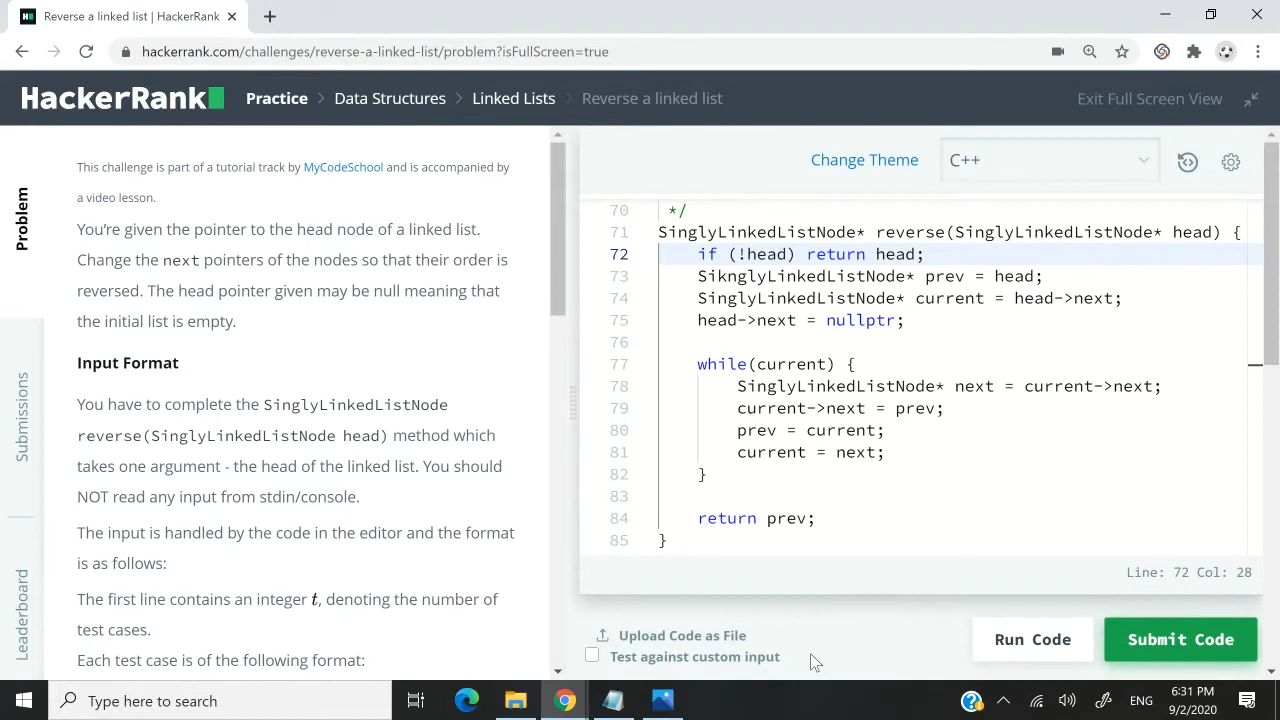 Reverse a linked list | HackerRank
hackerrank.com/challenges/reverse-a-linked-list/problem?isFullScreen=true
HackerRank
Practice > Data Structures > Linked Lists > Reverse a linked list
Exit Full Screen View
Problem
Submissions
Leaderboard
This challenge is part of a tutorial track by MyCodeSchool and is accompanied by
a video lesson.
You're given the pointer to the head node of a linked list.
Change the next pointers of the nodes so that their order is
reversed. The head pointer given may be null meaning that
the initial list is empty.
Input Format
You have to complete the SinglyLinkedListNode
reverse(SinglyLinkedListNode head) method which
takes one argument - the head of the linked list. You should
NOT read any input from stdin/console.
The input is handled by the code in the editor and the format
is as follows:
The first line contains an integer t, denoting the number of
test cases.
Each test case is of the following format:
Change Theme
C++
70 */
71 SinglyLinkedListNode* reverse(SinglyLinkedListNode* head) {
72 if (!head) return head;
73 SiknglyLinkedListNode* prev = head;
74 SinglyLinkedListNode* current = head->next;
75 head->next = nullptr;
76
77 while(current) {
78 SinglyLinkedListNode* next = current->next;
79 current->next = prev;
80 prev = current;
81 current = next;
82 }
83
84 return prev;
85 }
Line: 72 Col: 28
Upload Code as File
Test against custom input
Run Code
Submit Code
Type here to search
ENG
6:31 PM
9/2/2020